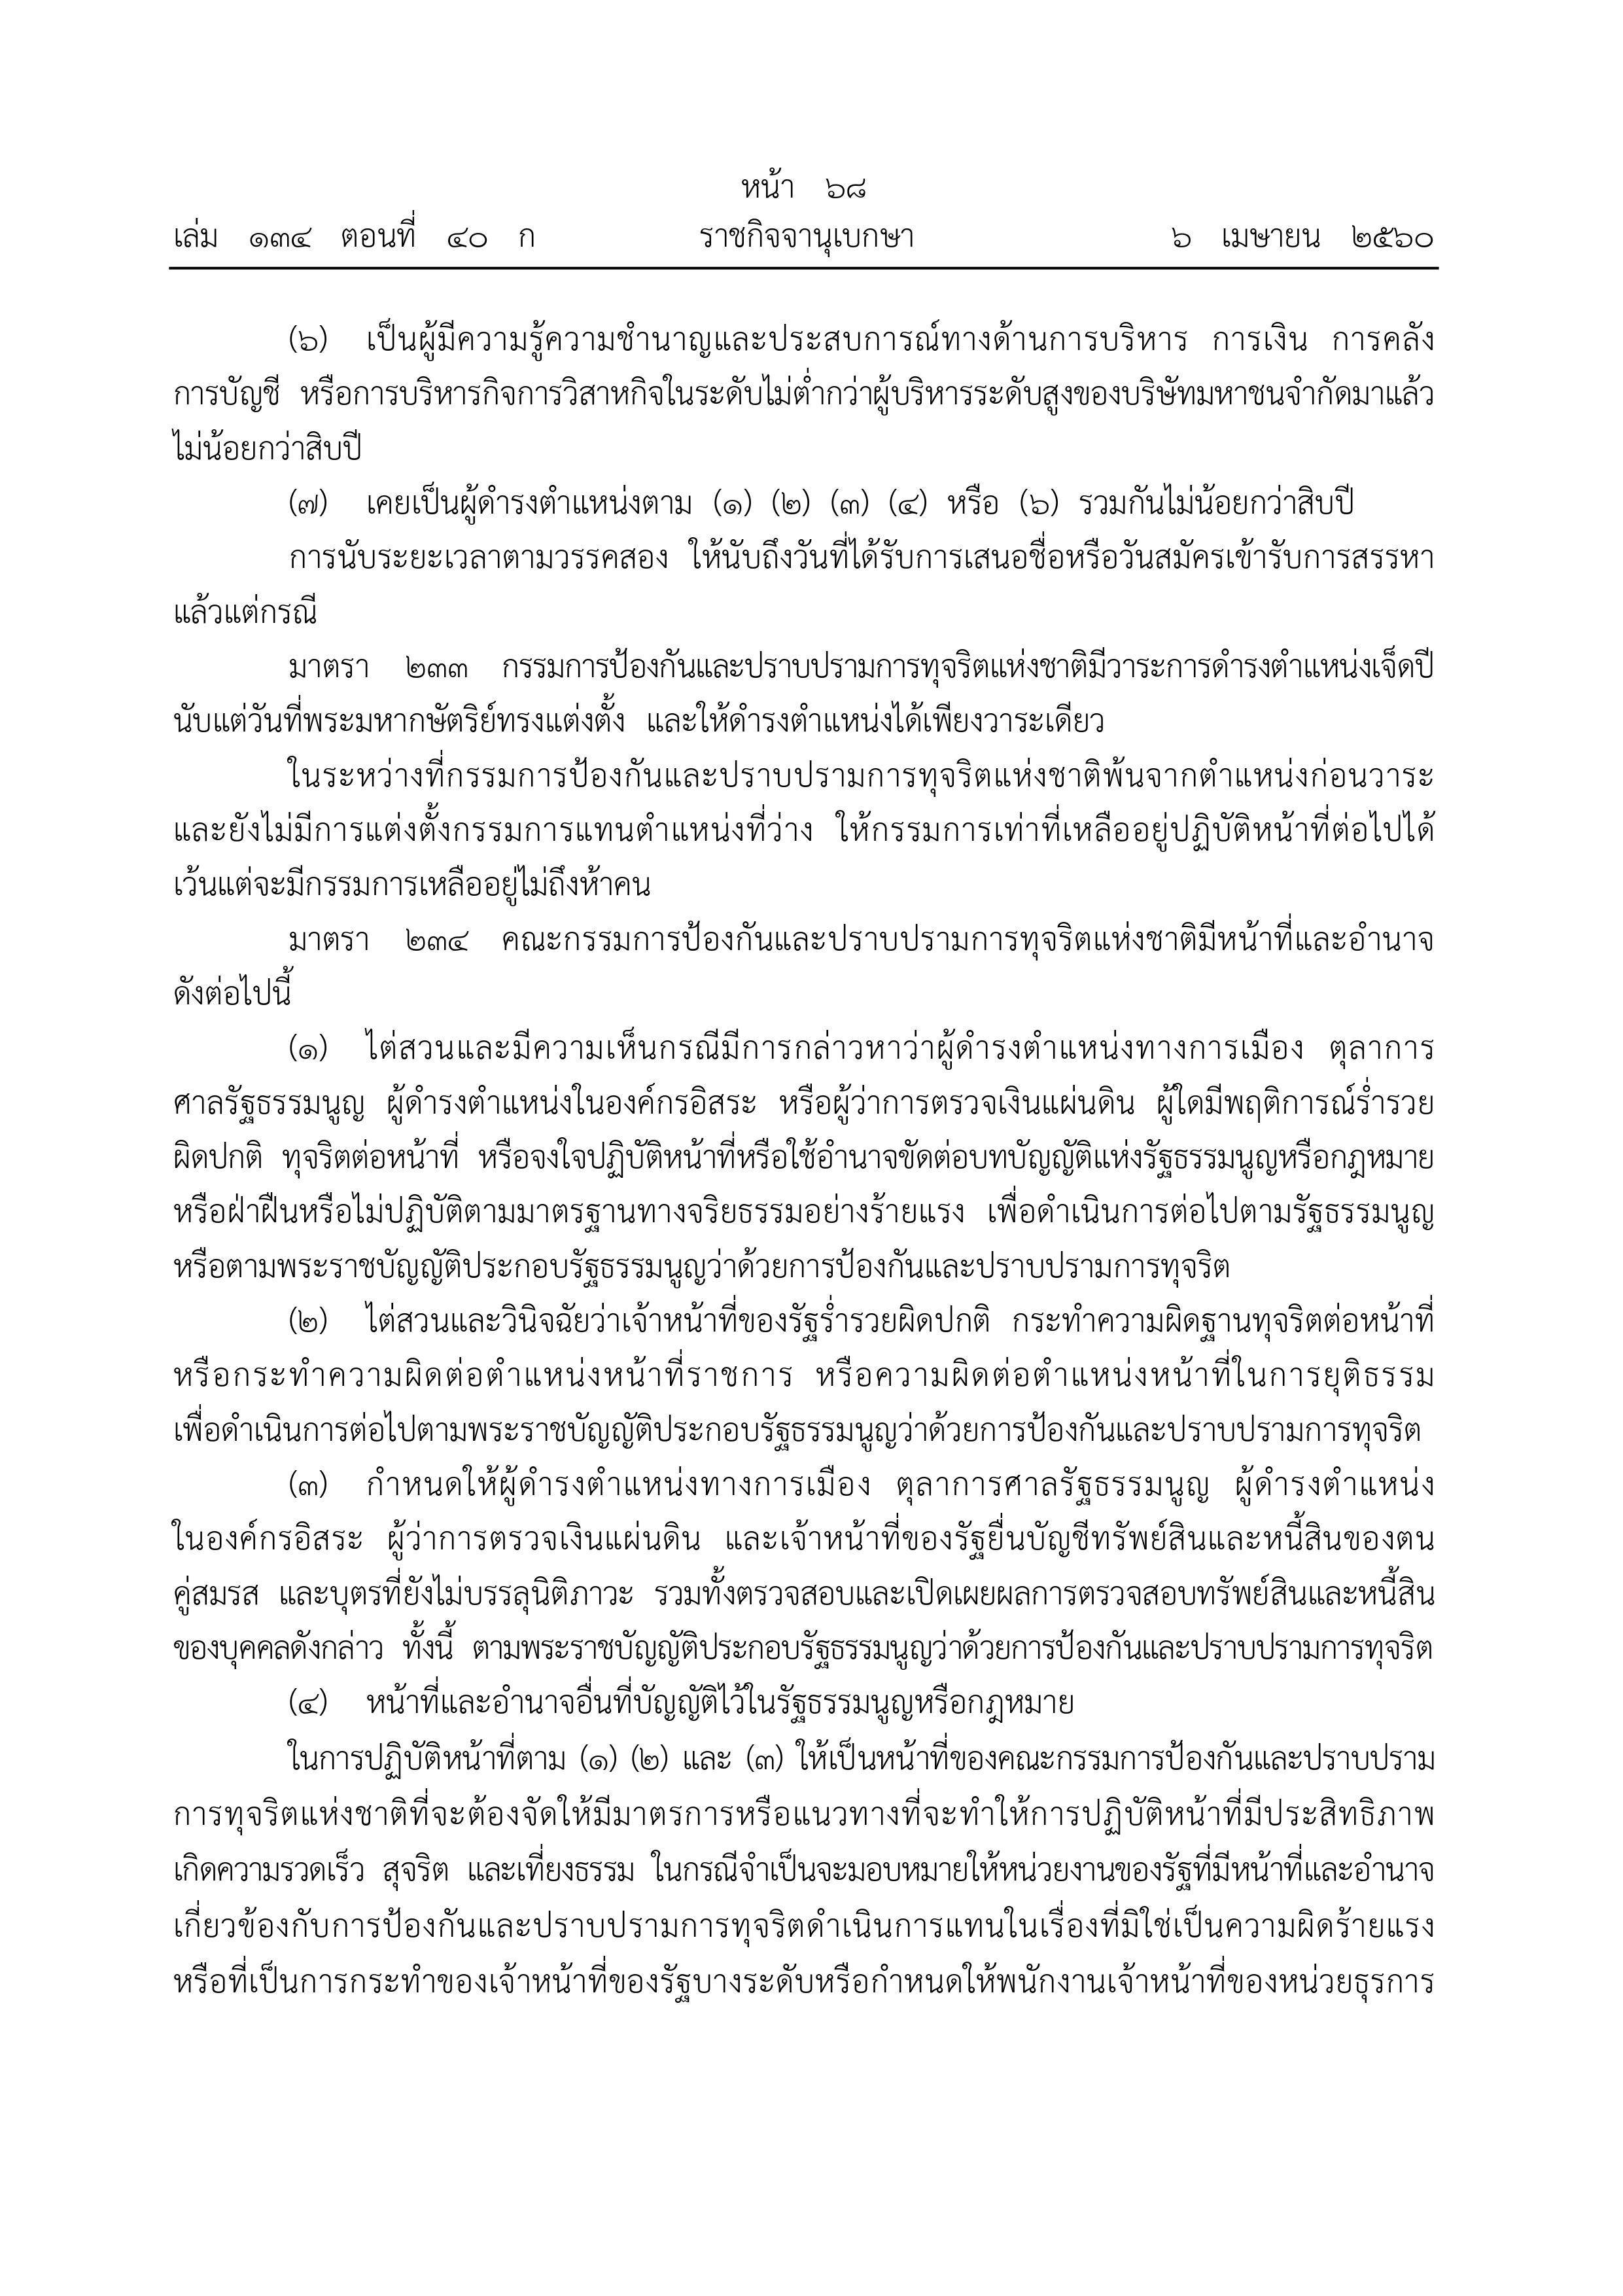 หน้า ๖๘
เล่ม ๑๓๔ ตอนที่ ๔๐ ก ราชกิจจานุเบกษา ๖ เมษายน ๒๕๖๐
(๖) เป็นผู้มีความรู้ความชำนาญและประสบการณ์ทางด้านการบริหาร การเงิน การคลัง
การบัญชี หรือการบริหารกิจการวิสาหกิจในระดับไม่ต่ำกว่าผู้บริหารระดับสูงของบริษัทมหาชนจำกัดมาแล้ว
ไม่น้อยกว่าสิบปี
(๗) เคยเป็นผู้ดำรงตำแหน่งตาม (๑) (๒) (๓) (๔) หรือ (๖) รวมกันไม่น้อยกว่าสิบปี
การนับระยะเวลาตามวรรคสอง ให้นับถึงวันที่ได้รับการเสนอชื่อหรือวันสมัครเข้ารับการสรรหา
แล้วแต่กรณี
มาตรา ๒๓๓ กรรมการป้องกันและปราบปรามการทุจริตแห่งชาติมีวาระการดำรงตำแหน่งเจ็ดปี
นับแต่วันที่พระมหากษัตริย์ทรงแต่งตั้ง และให้ดำรงตำแหน่งได้เพียงวาระเดียว
ในระหว่างที่กรรมการป้องกันและปราบปรามการทุจริตแห่งชาติพ้นจากตำแหน่งก่อนวาระ
และยังไม่มีการแต่งตั้งกรรมการแทนตำแหน่งที่ว่าง ให้กรรมการเท่าที่เหลืออยู่ปฏิบัติหน้าที่ต่อไปได้
เว้นแต่จะมีกรรมการเหลืออยู่ไม่ถึงห้าคน
มาตรา ๒๓๔ คณะกรรมการป้องกันและปราบปรามการทุจริตแห่งชาติมีหน้าที่และอำนาจ
ดังต่อไปนี้
(๑) ไต่สวนและมีความเห็นกรณีมีการกล่าวหาว่าผู้ดำรงตำแหน่งทางการเมือง ตุลาการ
ศาลรัฐธรรมนูญ ผู้ดำรงตำแหน่งในองค์กรอิสระ หรือผู้ว่าการตรวจเงินแผ่นดิน ผู้ใดมีพฤติการณ์ร่ำรวย
ผิดปกติ ทุจริตต่อหน้าที่ หรือจงใจปฏิบัติหน้าที่หรือใช้อำนาจขัดต่อบทบัญญัติแห่งรัฐธรรมนูญหรือกฎหมาย
หรือฝ่าฝืนหรือไม่ปฏิบัติตามมาตรฐานทางจริยธรรมอย่างร้ายแรง เพื่อดำเนินการต่อไปตามรัฐธรรมนูญ
หรือตามพระราชบัญญัติประกอบรัฐธรรมนูญว่าด้วยการป้องกันและปราบปรามการทุจริต
(๒) ไต่สวนและวินิจฉัยว่าเจ้าหน้าที่ของรัฐร่ำรวยผิดปกติ กระทำความผิดฐานทุจริตต่อหน้าที่
หรือกระทำความผิดต่อตำแหน่งหน้าที่ราชการ หรือความผิดต่อตำแหน่งหน้าที่ในการยุติธรรม
เพื่อดำเนินการต่อไปตามพระราชบัญญัติประกอบรัฐธรรมนูญว่าด้วยการป้องกันและปราบปรามการทุจริต
(๓) กำหนดให้ผู้ดำรงตำแหน่งทางการเมือง ตุลาการศาลรัฐธรรมนูญ ผู้ดำรงตำแหน่ง
ในองค์กรอิสระ ผู้ว่าการตรวจเงินแผ่นดิน และเจ้าหน้าที่ของรัฐยื่นบัญชีทรัพย์สินและหนี้สินของตน
คู่สมรส และบุตรที่ยังไม่บรรลุนิติภาวะ รวมทั้งตรวจสอบและเปิดเผยผลการตรวจสอบทรัพย์สินและหนี้สิน
ของบุคคลดังกล่าว ทั้งนี้ ตามพระราชบัญญัติประกอบรัฐธรรมนูญว่าด้วยการป้องกันและปราบปรามการทุจริต
(๔) หน้าที่และอำนาจอื่นที่บัญญัติไว้ในรัฐธรรมนูญหรือกฎหมาย
ในการปฏิบัติหน้าที่ตาม (๑) (๒) และ (๓) ให้เป็นหน้าที่ของคณะกรรมการป้องกันและปราบปราม
การทุจริตแห่งชาติที่จะต้องจัดให้มีมาตรการหรือแนวทางที่จะทำให้การปฏิบัติหน้าที่มีประสิทธิภาพ
เกิดความรวดเร็ว สุจริต และเที่ยงธรรม ในกรณีจำเป็นจะมอบหมายให้หน่วยงานของรัฐที่มีหน้าที่และอำนาจ
เกี่ยวข้องกับการป้องกันและปราบปรามการทุจริตดำเนินการแทนในเรื่องที่มิใช่เป็นความผิดร้ายแรง
หรือที่เป็นการกระทำของเจ้าหน้าที่ของรัฐบางระดับหรือกำหนดให้พนักงานเจ้าหน้าที่ของหน่วยธุรการ